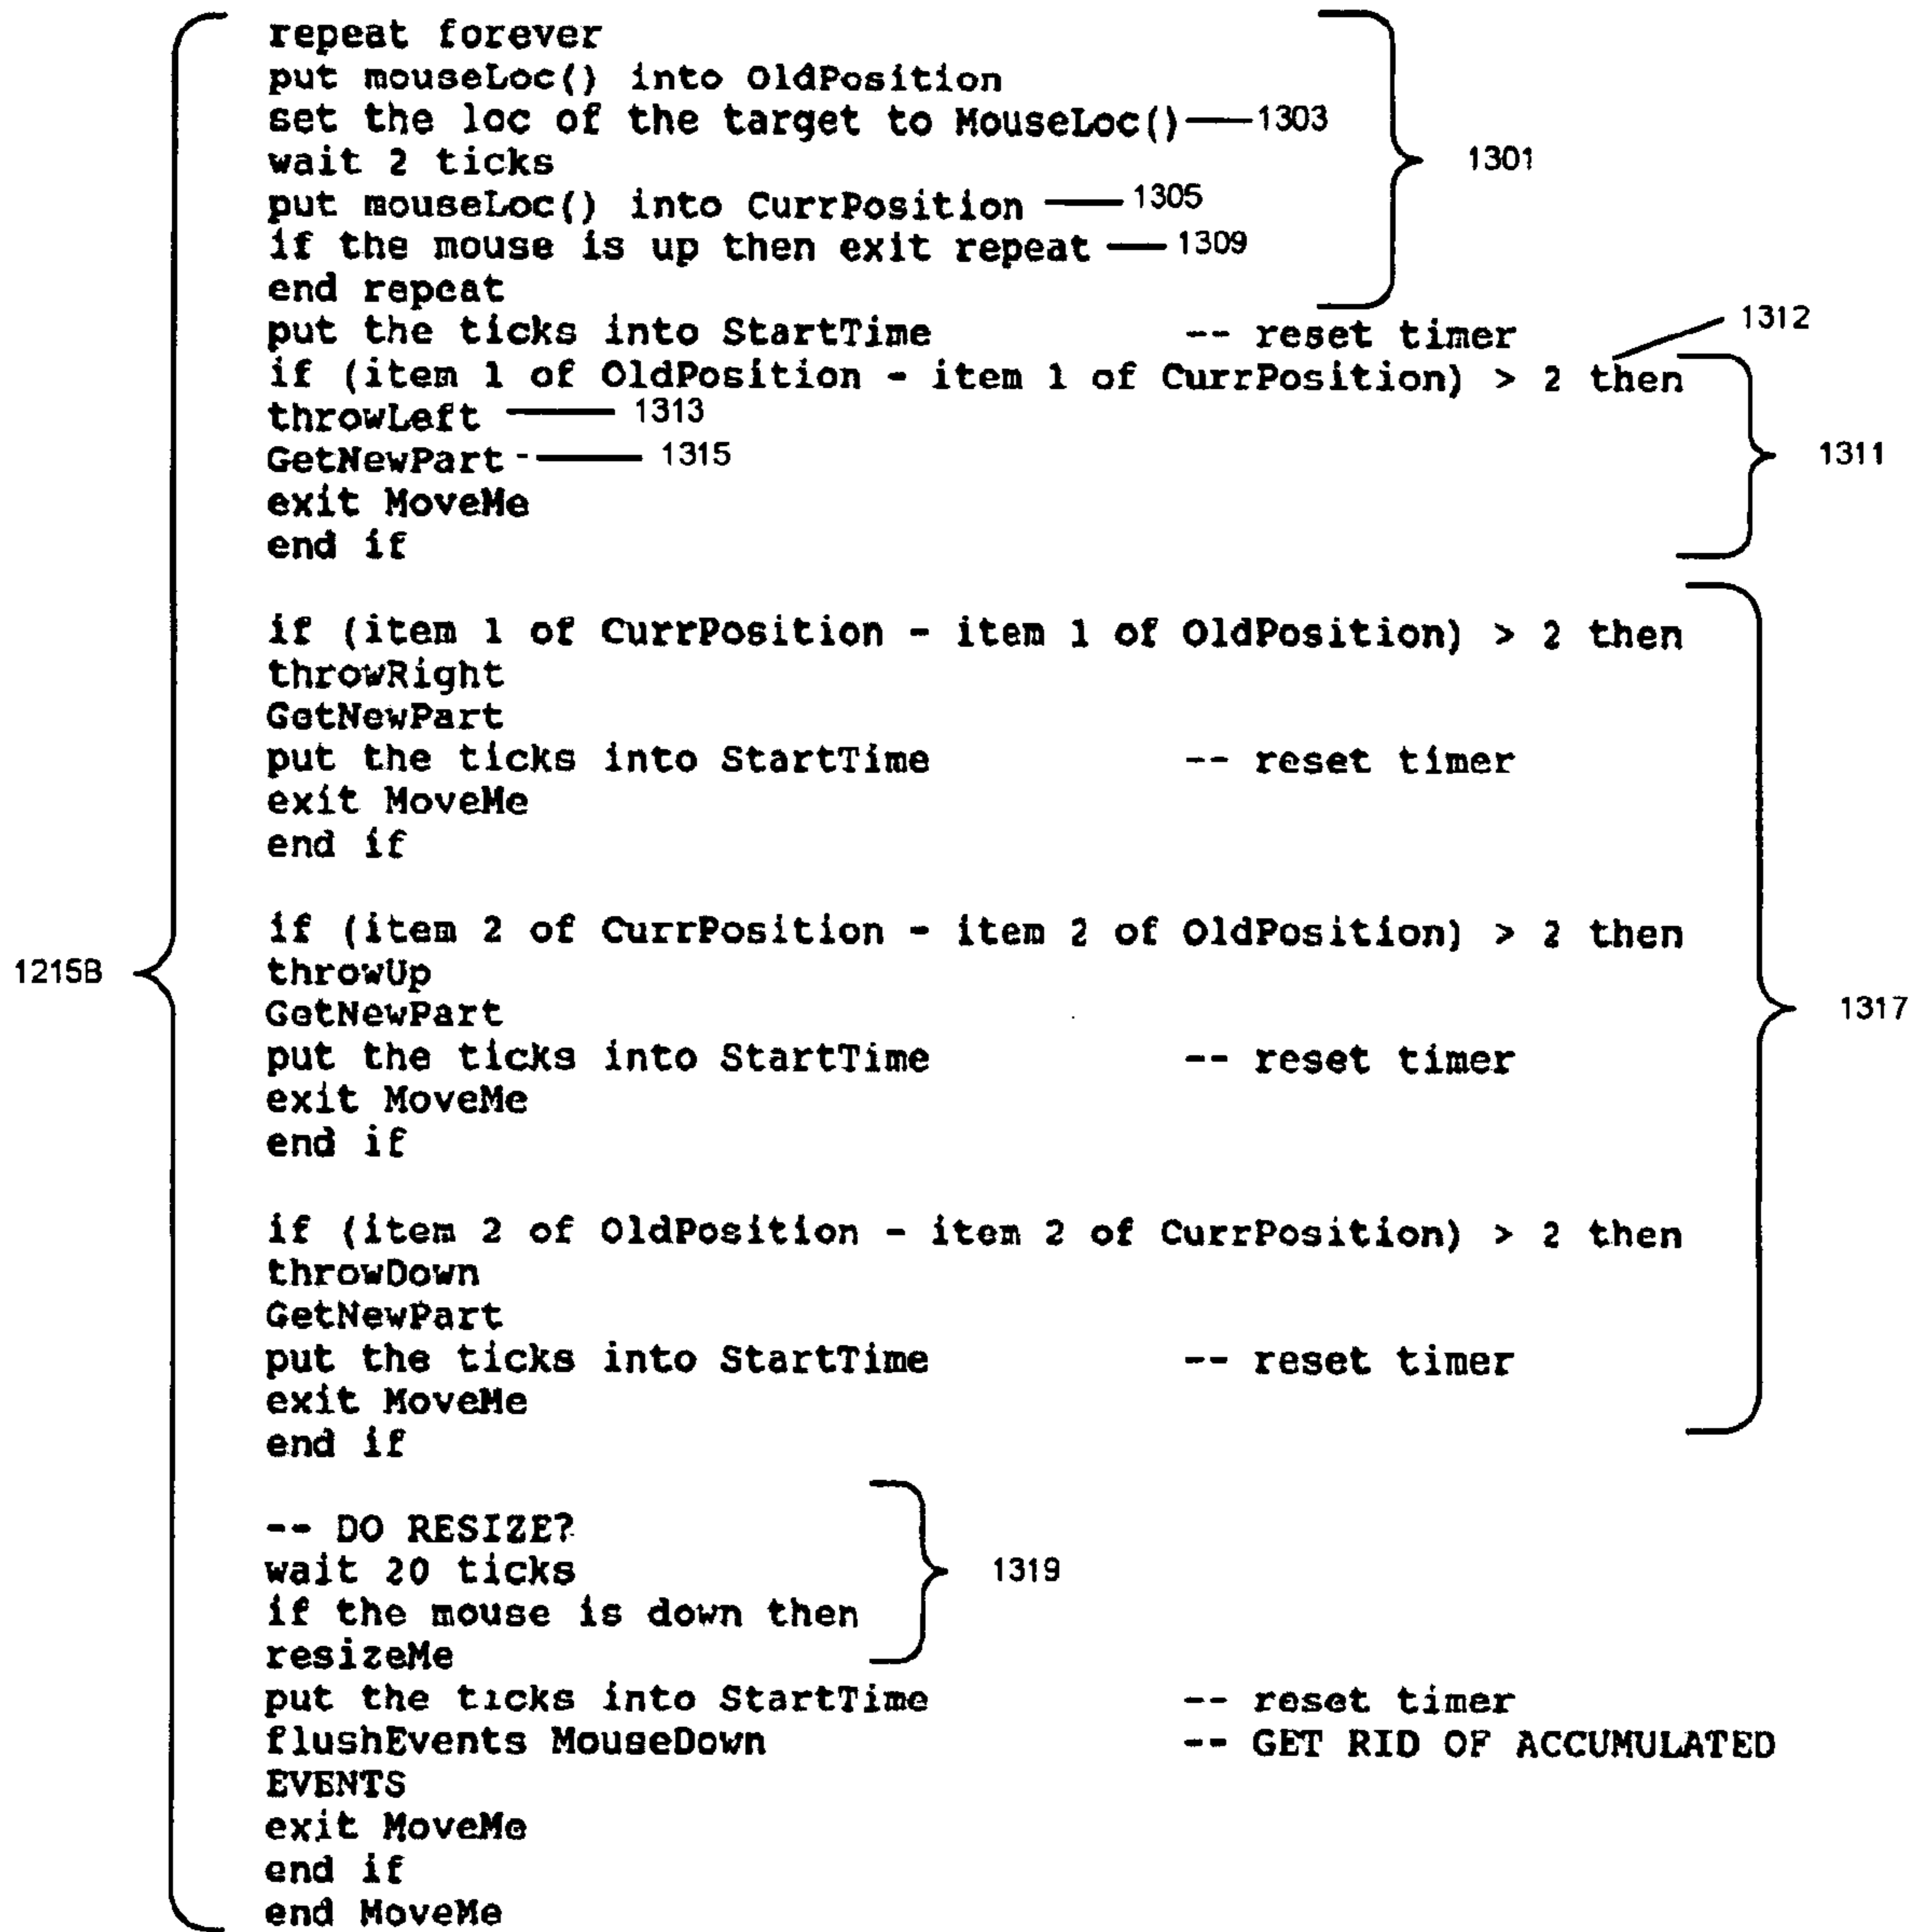 repeat forever
put mouseLoc() into OldPosition
set the loc of the target to MouseLoc() 1303
wait 2 ticks
1301
put mouseLoc() into CurrPosition 1305
if the mouse is up then exit repeat 1309
end repeat
put the ticks into StartTime -- reset timer 1312
if (item 1 of OldPosition - item 1 of CurrPosition) > 2 then
throwLeft 1313
GetNewPart 1315
1311
exit MoveMe
end if
if (item 1 of CurrPosition - item 1 of OldPosition) > 2 then
throwRight
GetNewPart
put the ticks into StartTime -- reset timer
exit MoveMe
end if
if (item 2 of CurrPosition - item 2 of OldPosition) > 2 then
1215B
throwUp
GetNewPart
1317
put the ticks into StartTime -- reset timer
exit MoveMe
end if
if (item 2 of OldPosition - item 2 of CurrPosition) > 2 then
throwDown
GetNewPart
put the ticks into StartTime -- reset timer
exit MoveMe
end if
-- DO RESIZE?
wait 20 ticks
1319
if the mouse is down then
resizeMe
put the ticks into StartTime -- reset timer
flushEvents MouseDown -- GET RID OF ACCUMULATED
EVENTS
exit MoveMe
end if
end MoveMe